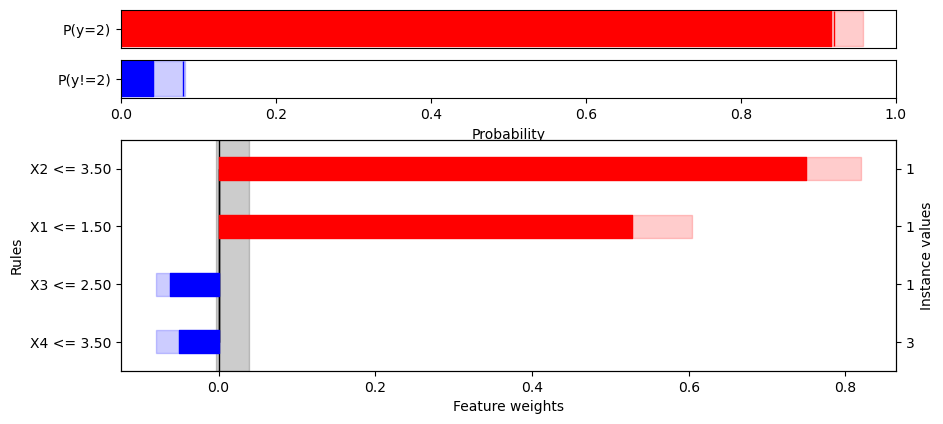 P(y=2)
P(y!=2)
0.0 0.2 0.4 0.6 0.8 1.0
Probability
X2 <= 3.50 1
X1 <= 1.50 1
X3 <= 2.50 1
X4 <= 3.50 3
Rules
Instance values
0.0 0.2 0.4 0.6 0.8
Feature weights